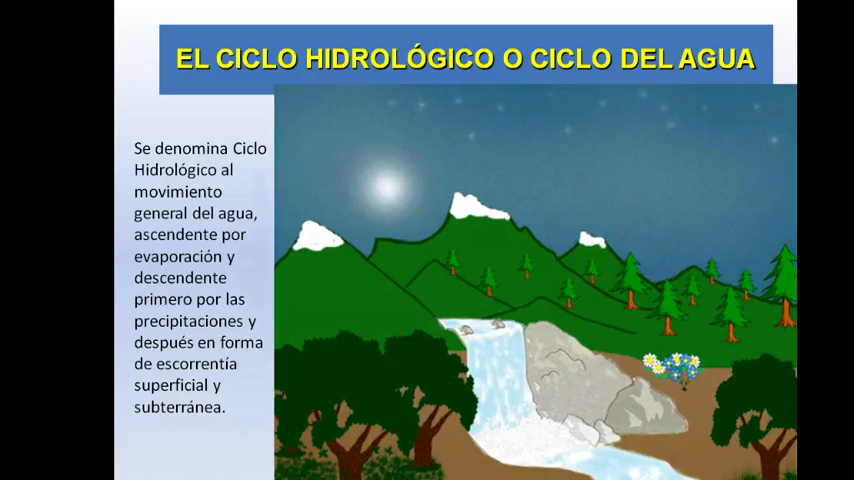 EL CICLO HIDROLÓGICO O CICLO DEL AGUA
Se denomina Ciclo
Hidrológico al
movimiento
general del agua,
ascendente por
evaporación y
descendente
primero por las
precipitaciones y
después en forma
de escorrentía
superficial y
subterránea.